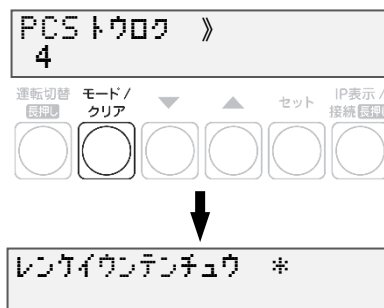 PCSトウロク 》
4
運転切替 長押し
モード/クリア
▼
▲
セット
IP表示/接続 長押し
レンケイウンテンチュウ ＊